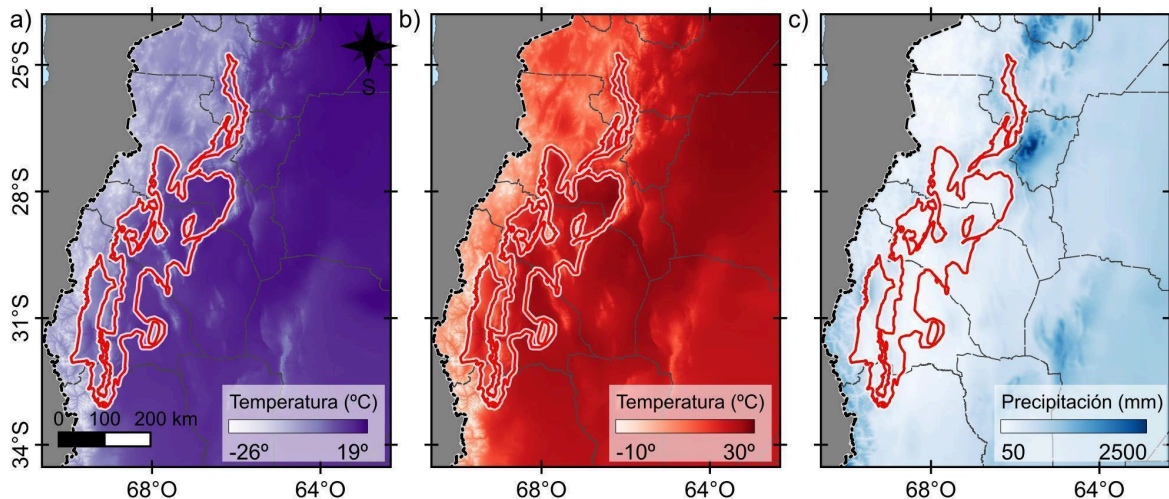 a)
b)
c)
25°S
28°S
31°S
34°S
S
0 100 200 km
Temperatura (ºC)
-26º 19º
Temperatura (ºC)
-10º 30º
Precipitación (mm)
50 2500
68°O 64°O
68°O 64°O
68°O 64°O